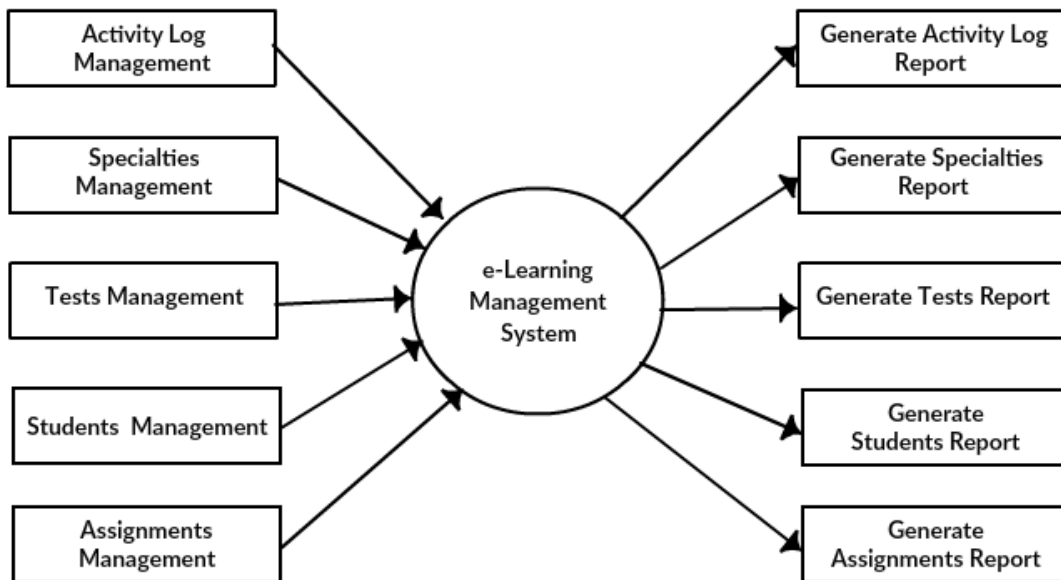 Activity Log
Management
Specialties
Management
Tests Management
Students Management
Assignments
Management
e-Learning
Management
System
Generate Activity Log
Report
Generate Specialties
Report
Generate Tests Report
Generate
Students Report
Generate
Assignments Report